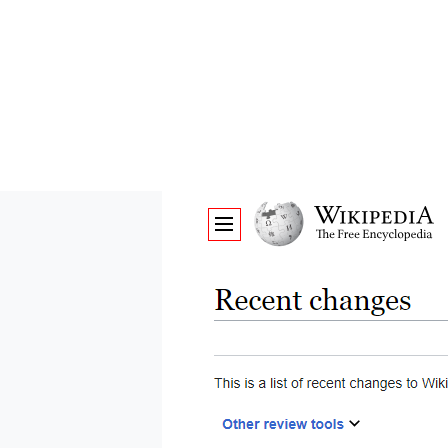 WIKIPEDIA
The Free Encyclopedia
Recent changes
This is a list of recent changes to Wiki
Other review tools